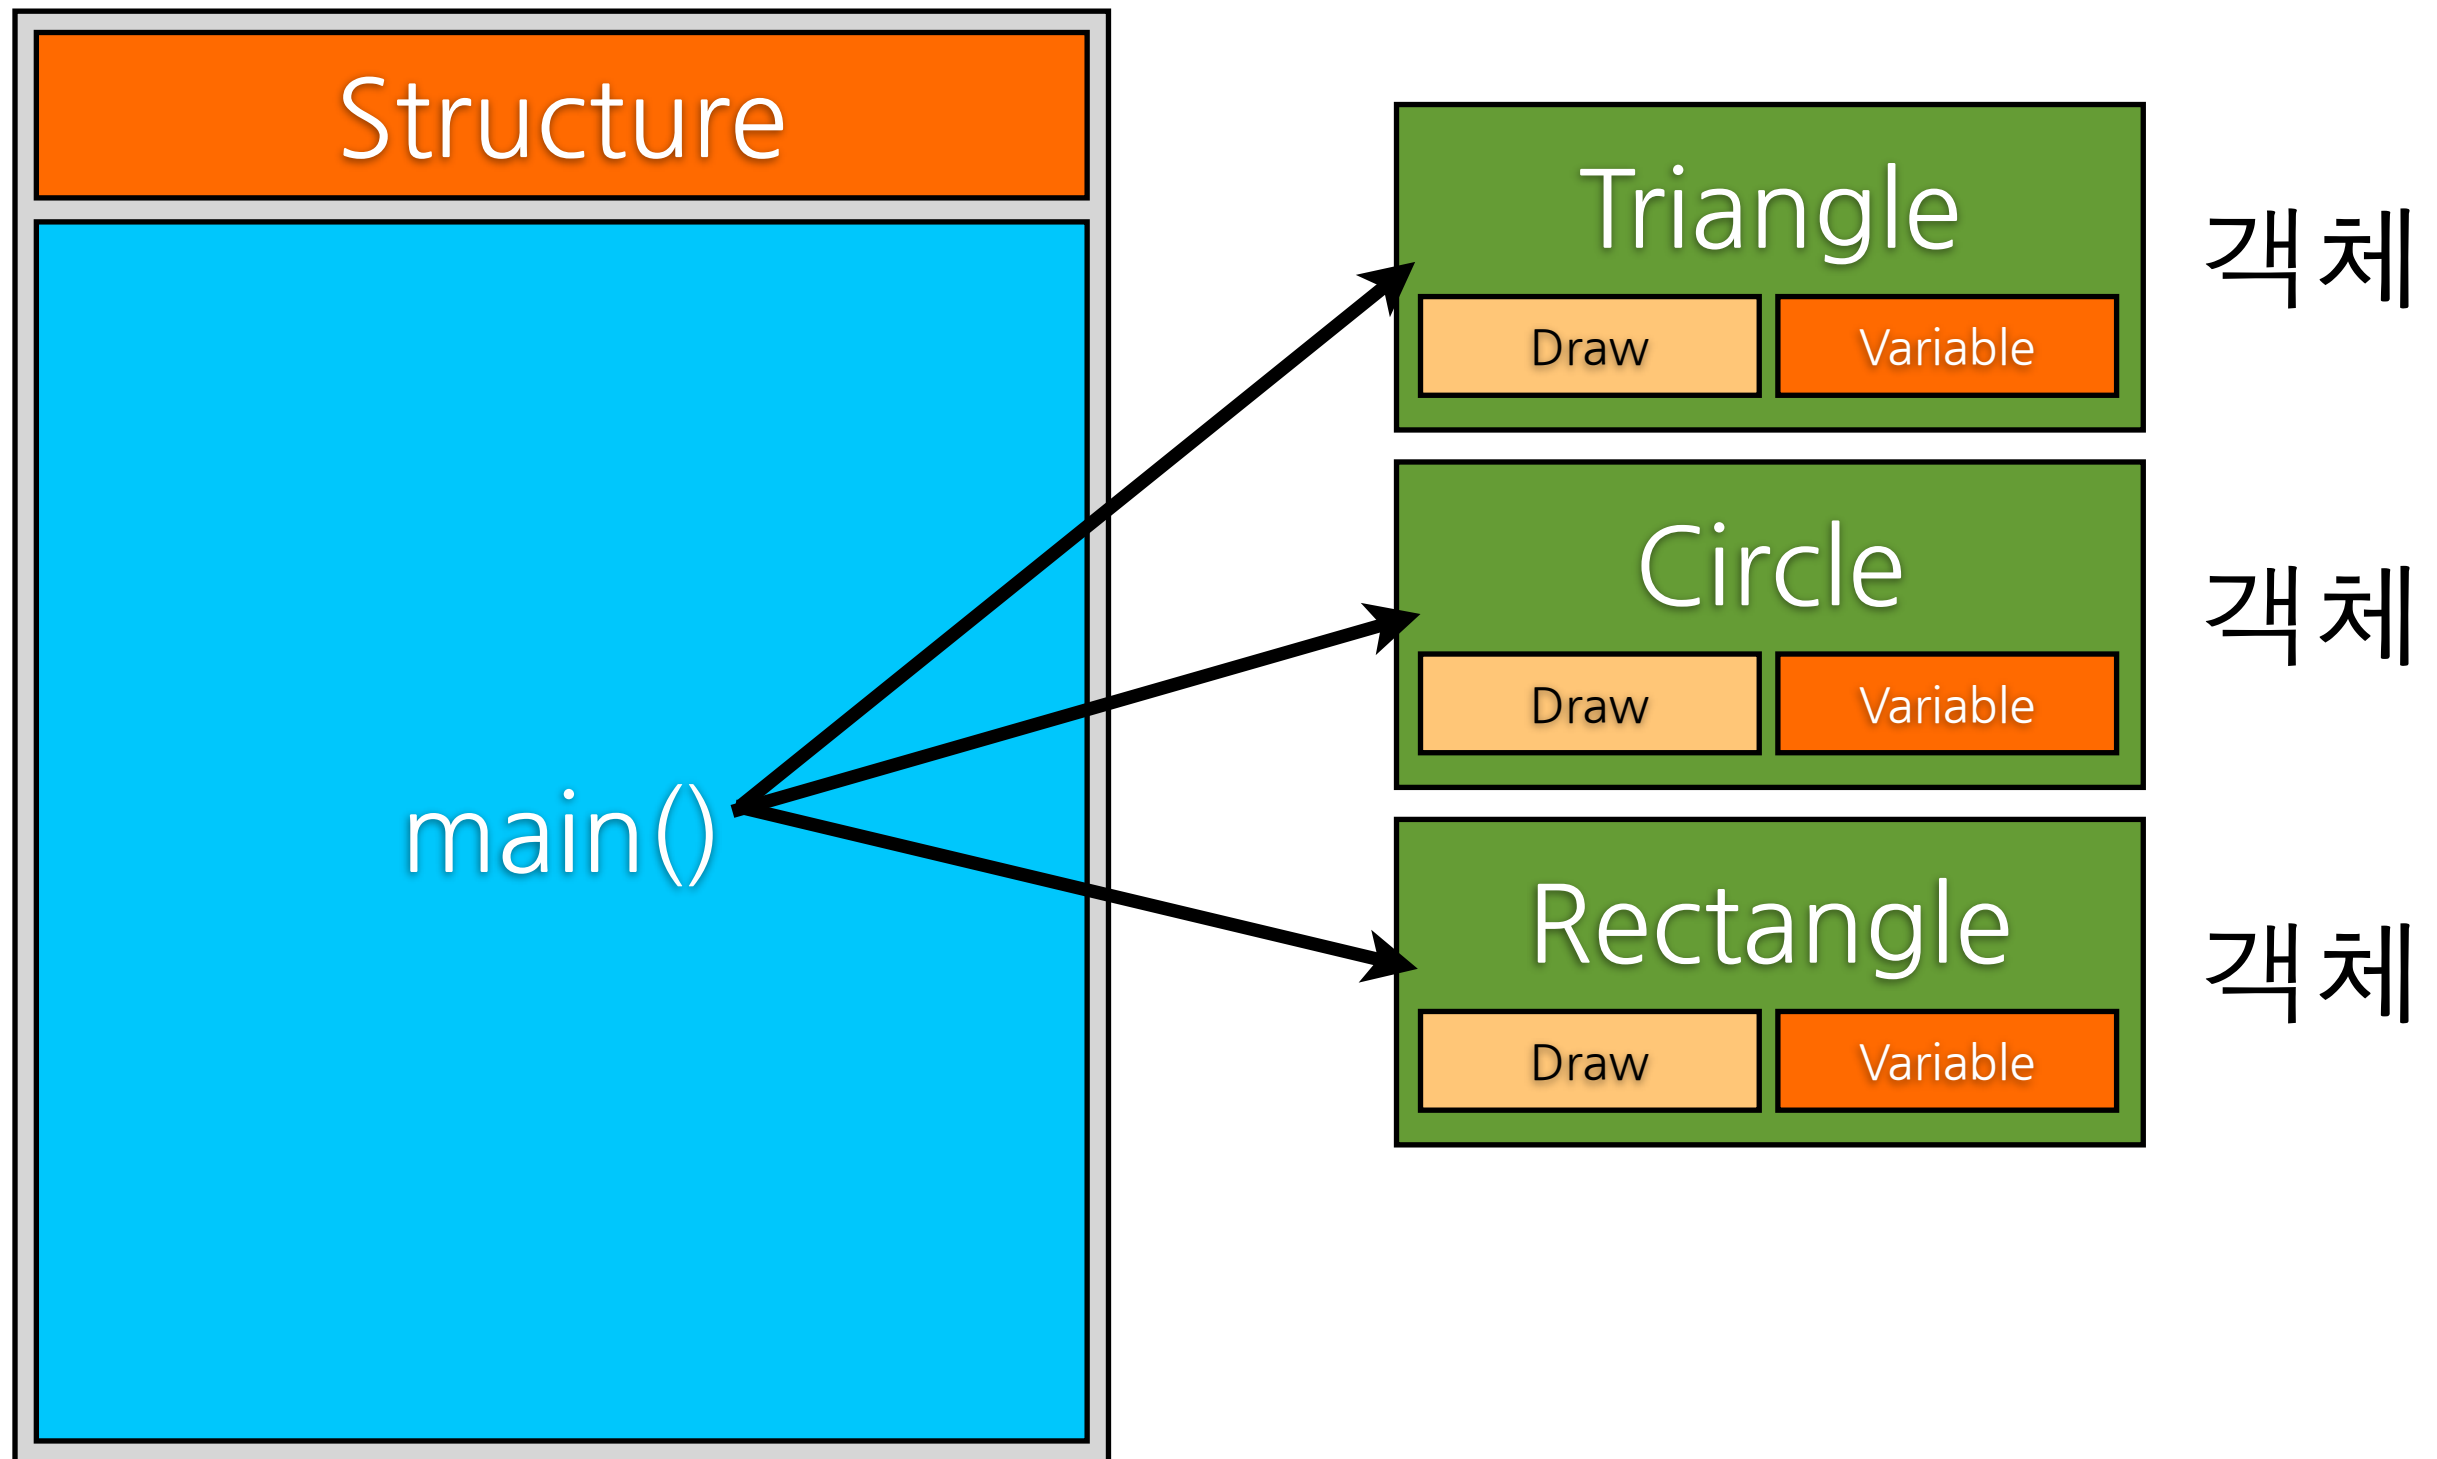 Structure
main()
Triangle
Draw
Variable
객체
Circle
Draw
Variable
객체
Rectangle
Draw
Variable
객체